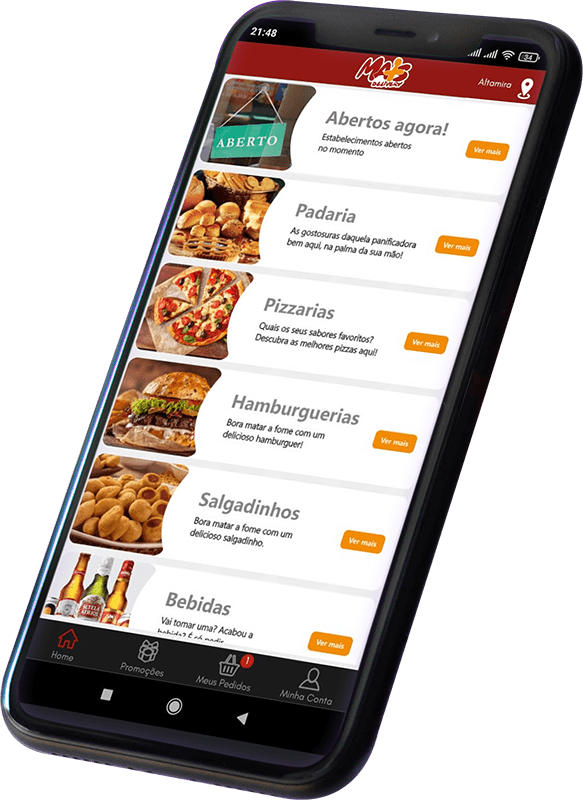 21:48
34
MAIS
DELIVERY
Altamira
ABERTO
Abertos agora!
Estabelecimentos abertos
no momento
Ver mais
Padaria
As gostosuras daquela panificadora
bem aqui, na palma da sua mão!
Ver mais
Pizzarias
Quais os seus sabores favoritos?
Descubra as melhores pizzas aqui!
Ver mais
Hamburguerias
Bora matar a fome com um
delicioso hamburguer!
Ver mais
Salgadinhos
Bora matar a fome com um
delicioso salgadinho.
Ver mais
Bebidas
Vai tomar uma? Acabou a
bebida? É só pedir
Ver mais
STELLA
ARTOIS
Home
Promoções
1
Meus Pedidos
Minha Conta